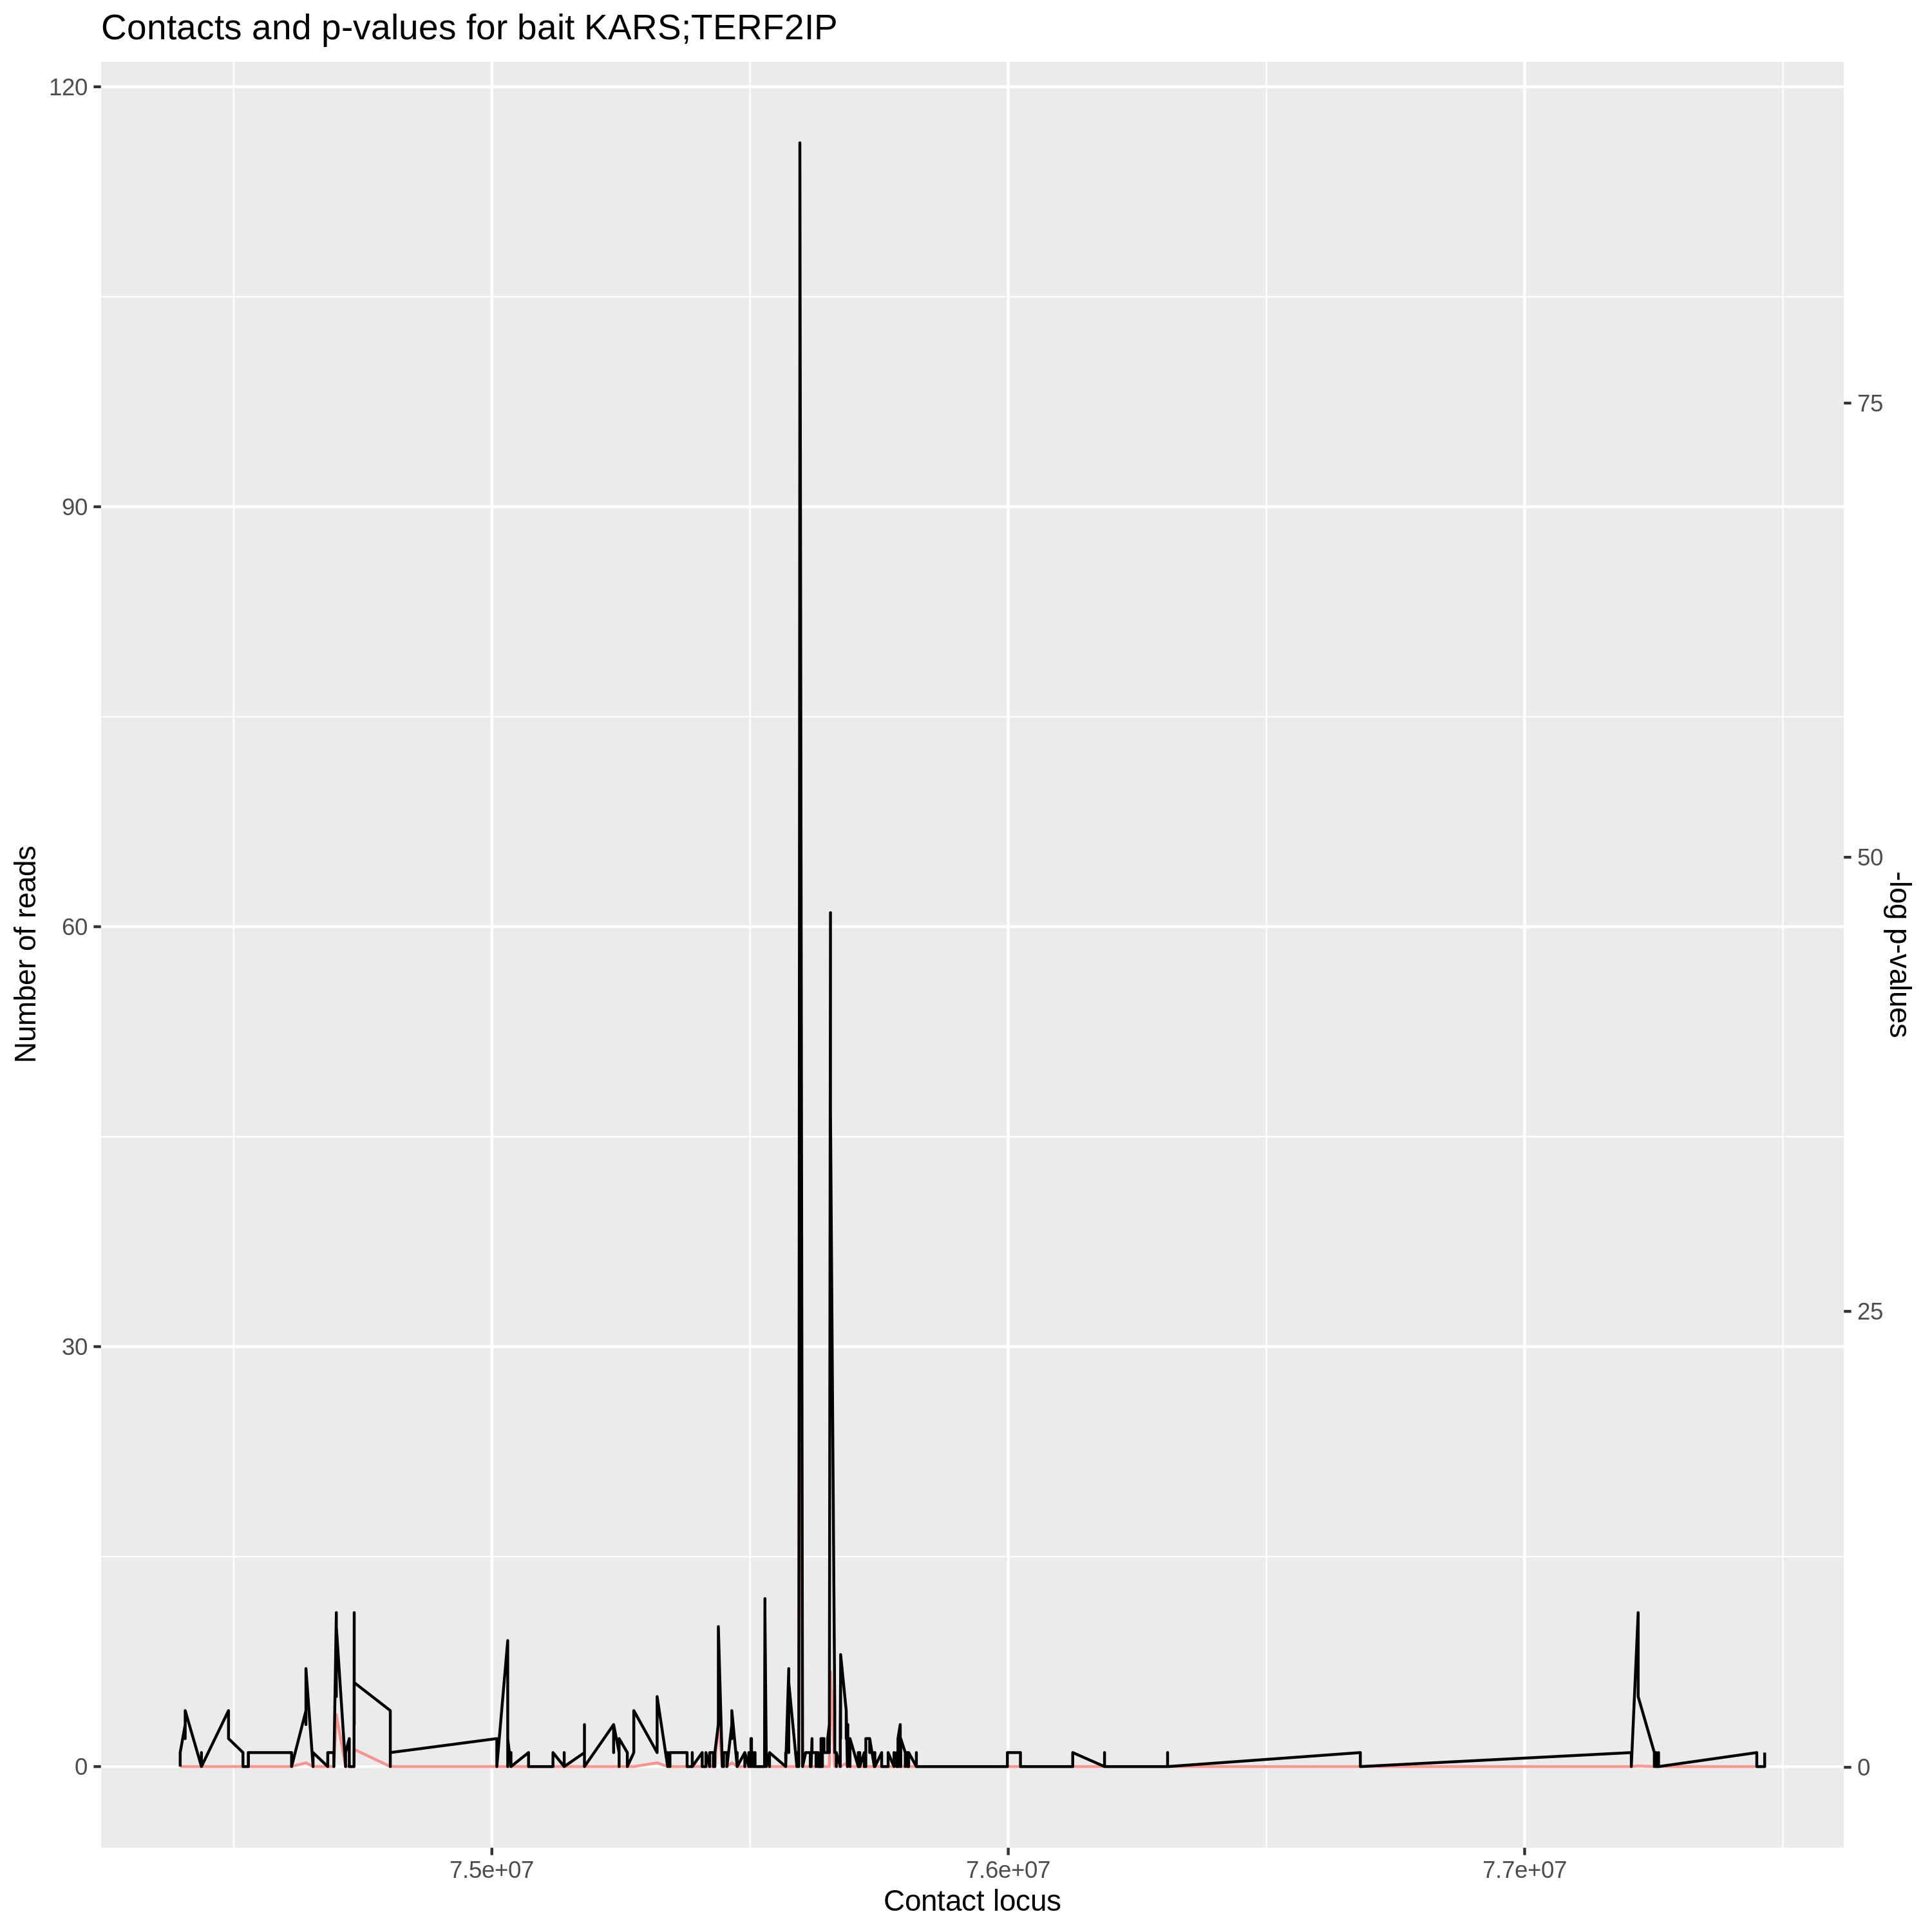 Contacts and p-values for bait KARS;TERF2IP
120
90
60
30
0
Number of reads
75
50
25
0
-log p-values
7.5e+07
7.6e+07
7.7e+07
Contact locus